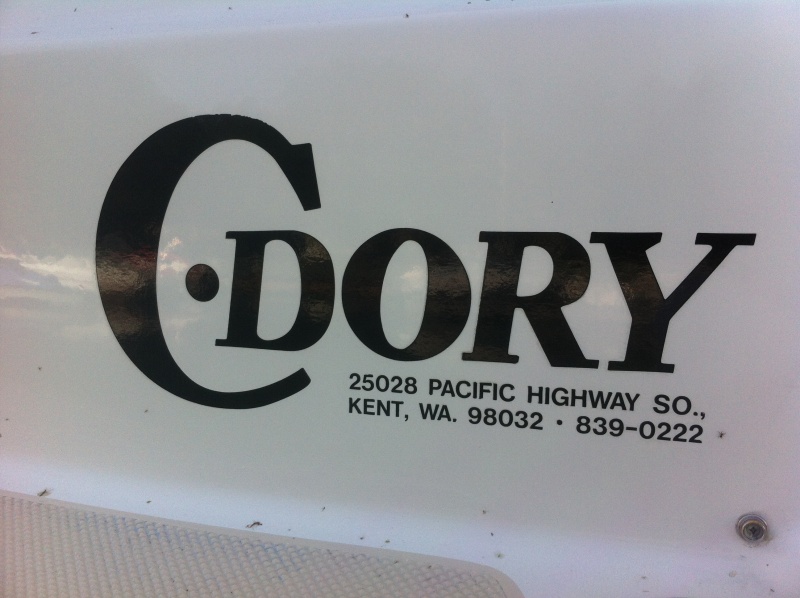 C·DORY
25028 PACIFIC HIGHWAY SO.,
KENT, WA. 98032 · 839-0222